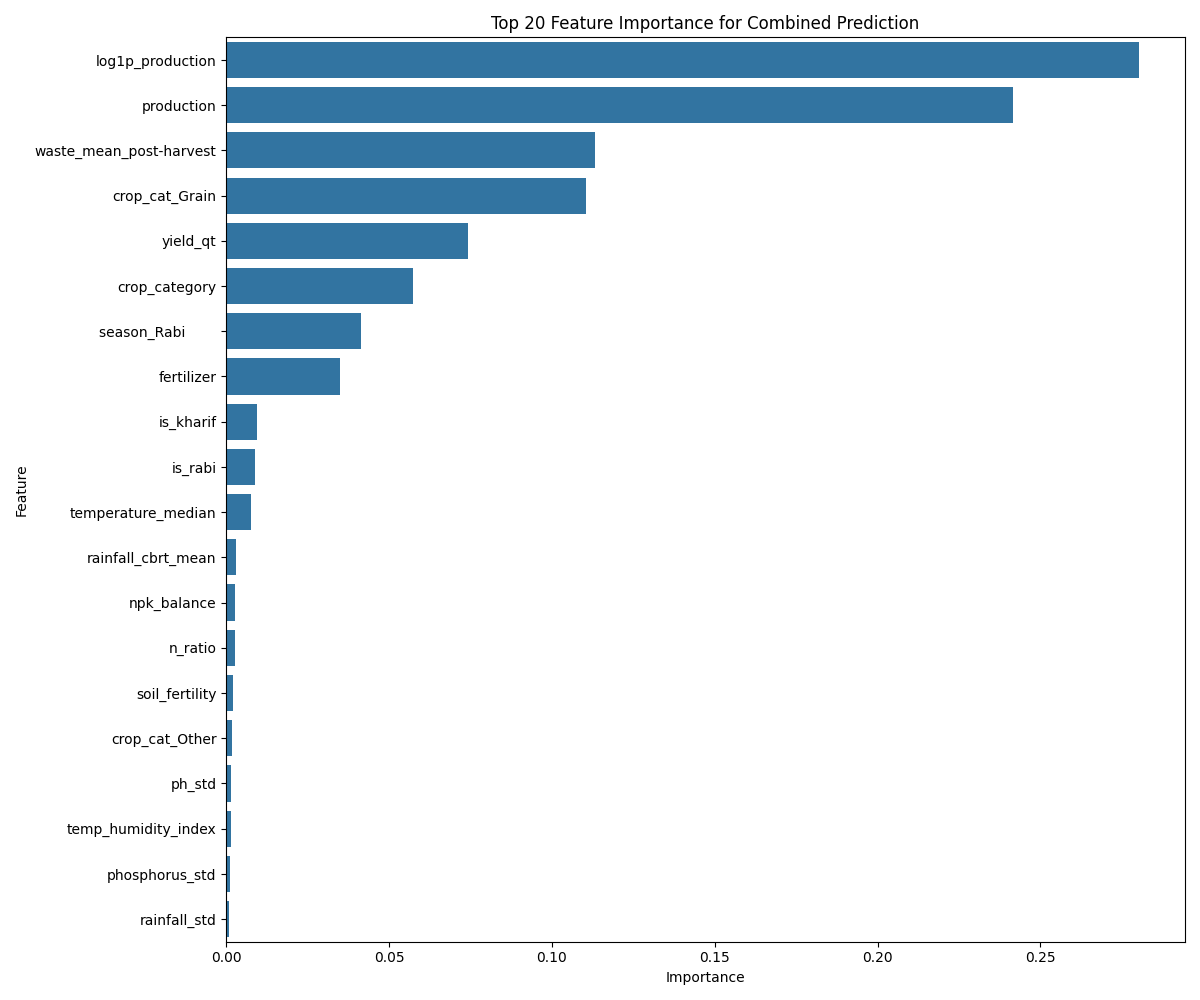 Top 20 Feature Importance for Combined Prediction
log1p_production
production
waste_mean_post-harvest
crop_cat_Grain
yield_qt
crop_category
season_Rabi
fertilizer
is_kharif
is_rabi
temperature_median
rainfall_cbrt_mean
npk_balance
n_ratio
soil_fertility
crop_cat_Other
ph_std
temp_humidity_index
phosphorus_std
rainfall_std
Feature
0.00 0.05 0.10 0.15 0.20 0.25
Importance